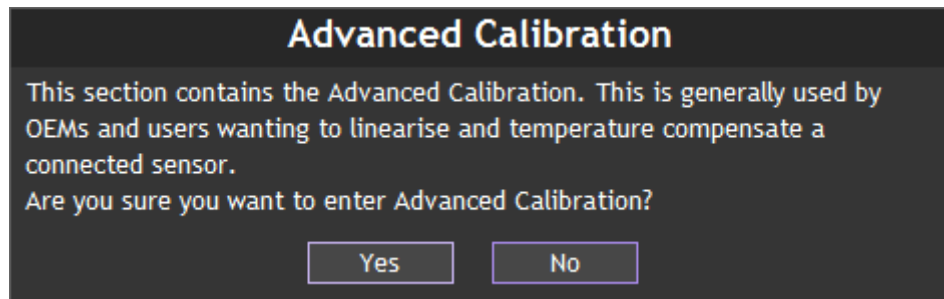 Advanced Calibration
This section contains the Advanced Calibration. This is generally used by
OEMs and users wanting to linearise and temperature compensate a
connected sensor.
Are you sure you want to enter Advanced Calibration?
Yes No